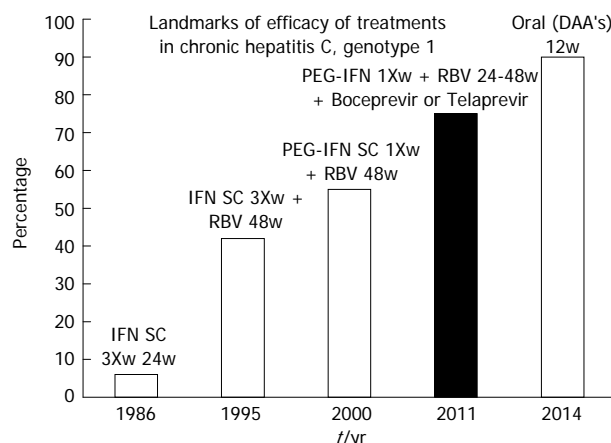 Landmarks of efficacy of treatments
in chronic hepatitis C, genotype 1
Oral (DAA's)
12w
PEG-IFN 1Xw + RBV 24-48w
+ Boceprevir or Telaprevir
PEG-IFN SC 1Xw
+ RBV 48w
IFN SC 3Xw +
RBV 48w
IFN SC
3Xw 24w
Percentage
100
90
80
70
60
50
40
30
20
10
0
1986 1995 2000 2011 2014
t/yr